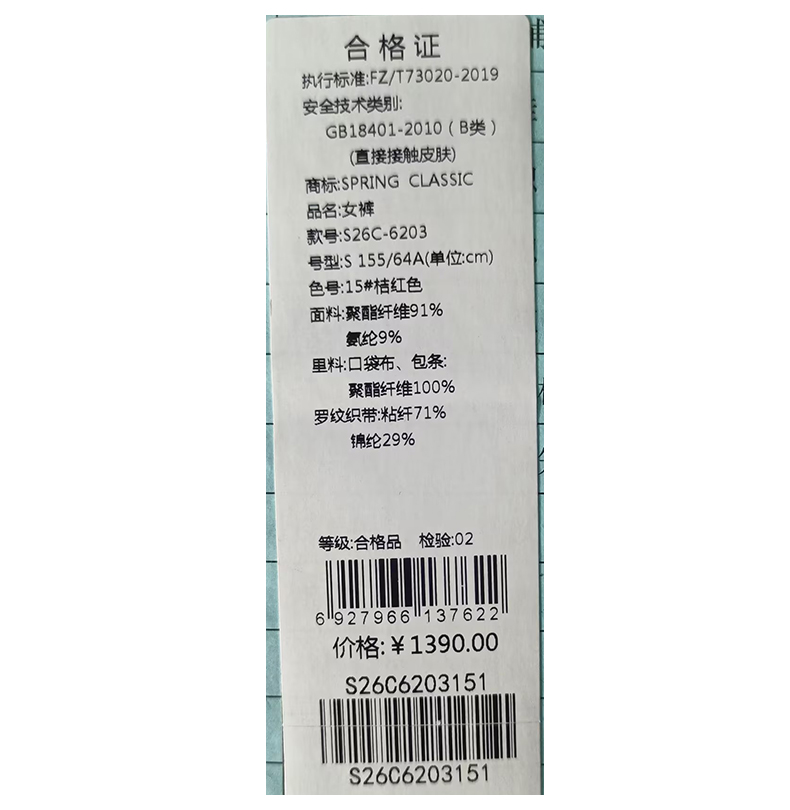 合格证
执行标准:FZ/T73020-2019
安全技术类别:
GB18401-2010（B类）
(直接接触皮肤)
商标:SPRING CLASSIC
品名:女裤
款号:S26C-6203
号型:S 155/64A(单位:cm)
色号:15#桔红色
面料:聚酯纤维91%
氨纶9%
里料:口袋布、包条:
聚酯纤维100%
罗纹织带:粘纤71%
锦纶29%
等级:合格品 检验:02
6 927966 137622
价格:¥1390.00
S26C6203151
S26C6203151